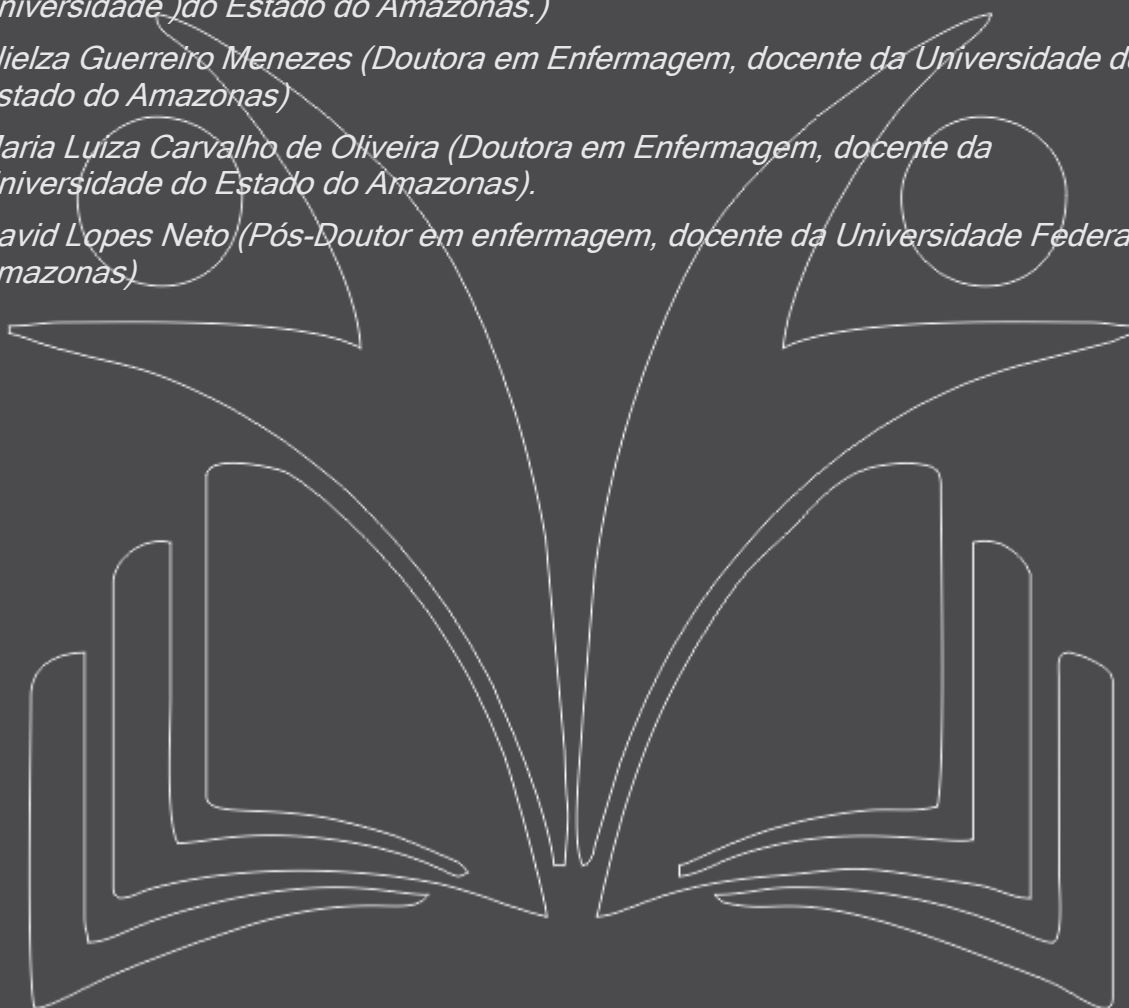 niversidade )do Estado do Amazonas.)
lielza Guerreiro Menezes (Doutora em Enfermagem, docente da Universidade d
stado do Amazonas)
aria Luiza Carvalho de Oliveira (Doutora em Enfermagem, docente da
niversidade do Estado do Amazonas).
avid Lopes Neto (Pós-Doutor em enfermagem, docente da Universidade Federa
mazonas)